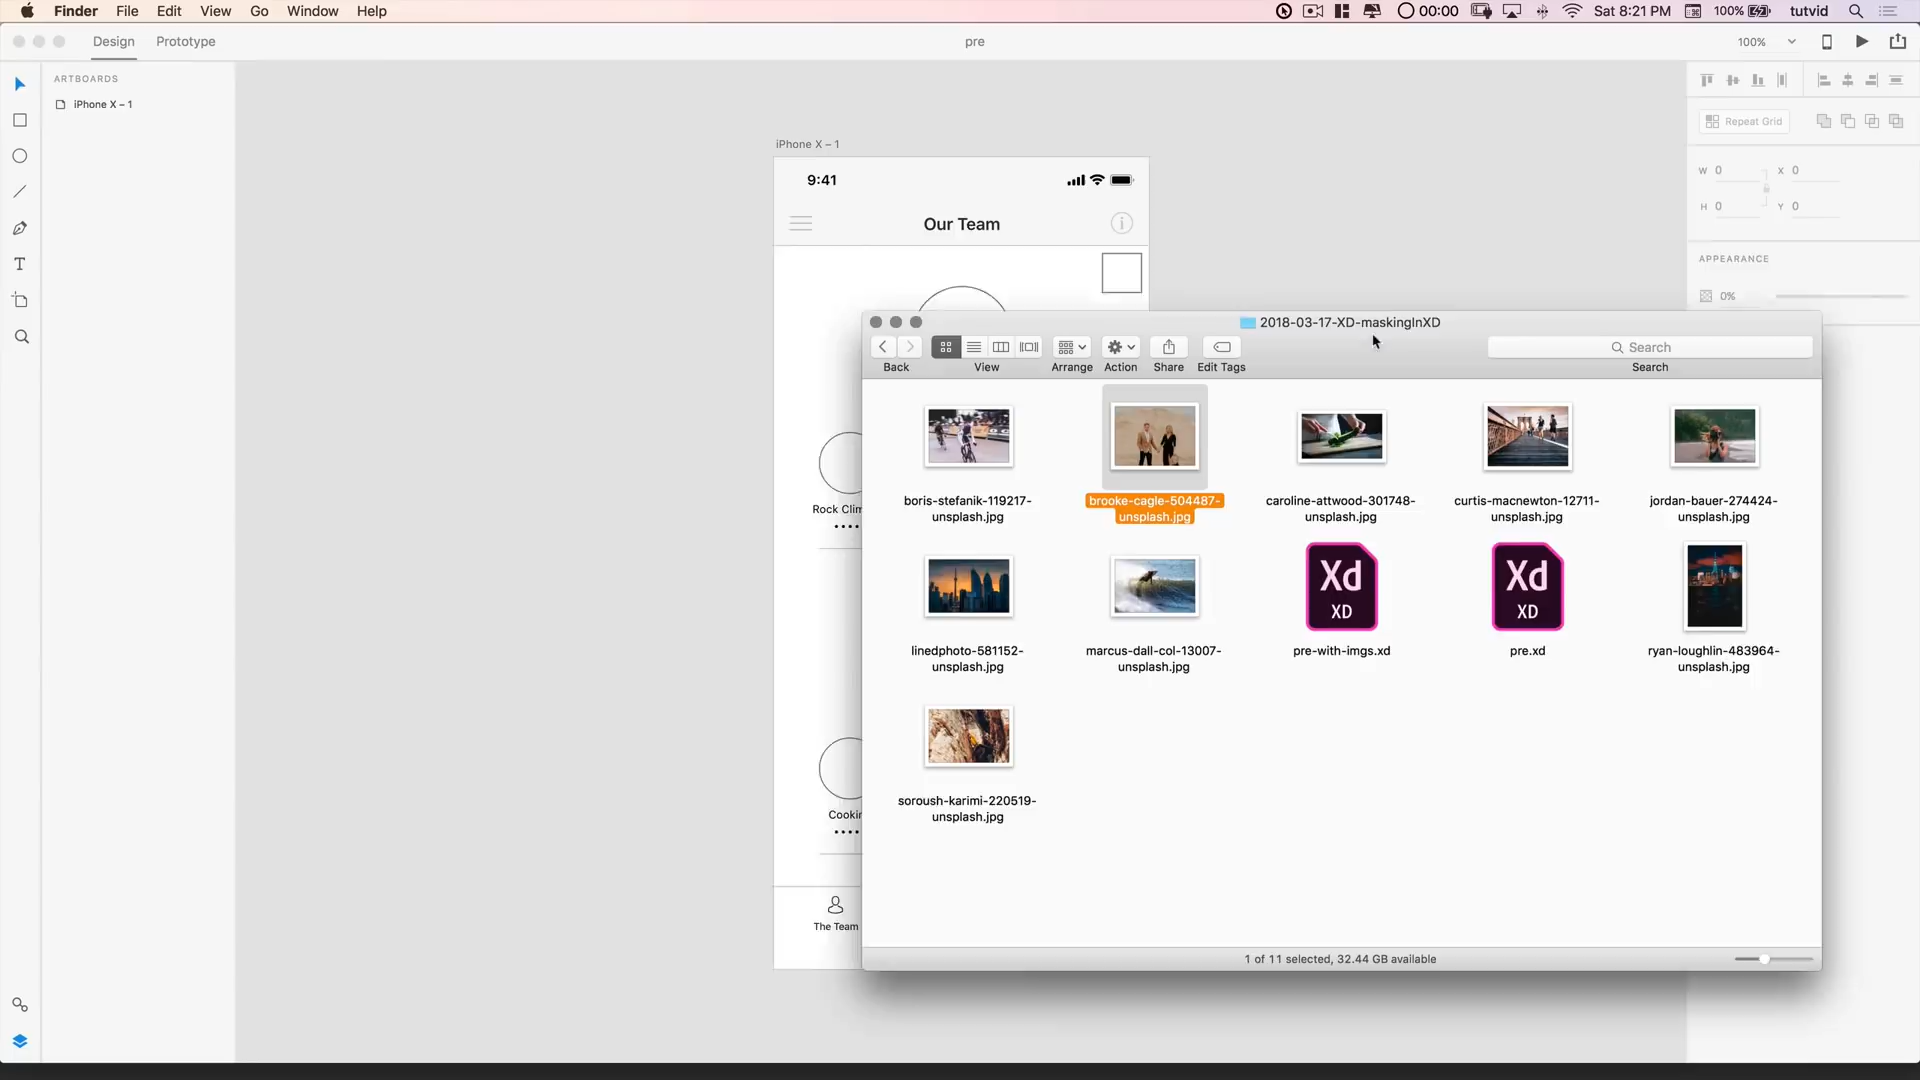 Finder File Edit View Go Window Help
00:00 Sat 8:21 PM 100% tutvid
Design Prototype pre 100%
ARTBOARDS
iPhone X – 1
iPhone X – 1
9:41
Our Team
Rock Clim
Cookin
The Team
Repeat Grid
W 0 X 0
H 0 Y 0
APPEARANCE
0%
2018-03-17-XD-maskingInXD
Search
Back View Arrange Action Share Edit Tags Search
boris-stefanik-119217-
unsplash.jpg
brooke-cagle-504487-
unsplash.jpg
caroline-attwood-301748-
unsplash.jpg
curtis-macnewton-12711-
unsplash.jpg
jordan-bauer-274424-
unsplash.jpg
Xd
XD
Xd
XD
linedphoto-581152-
unsplash.jpg
marcus-dall-col-13007-
unsplash.jpg
pre-with-imgs.xd
pre.xd
ryan-loughlin-483964-
unsplash.jpg
soroush-karimi-220519-
unsplash.jpg
1 of 11 selected, 32.44 GB available